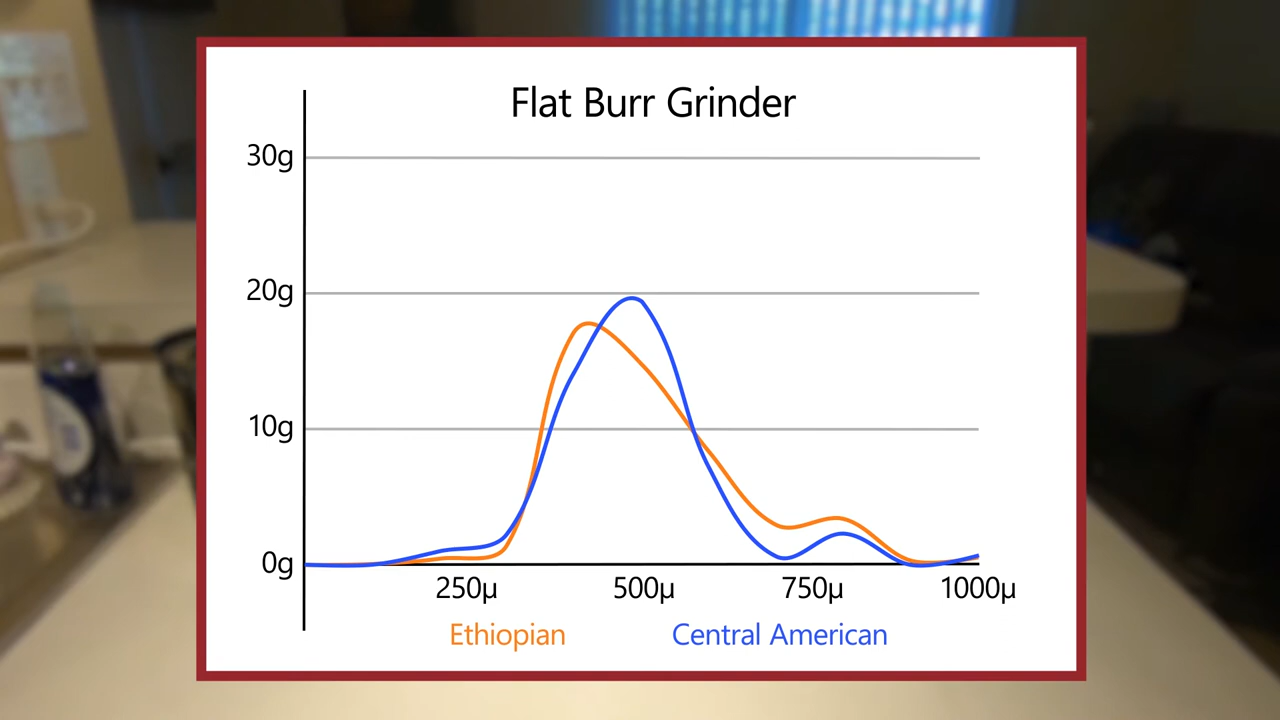 Flat Burr Grinder
30g
20g
10g
0g
250µ 500µ 750µ 1000µ
Ethiopian Central American